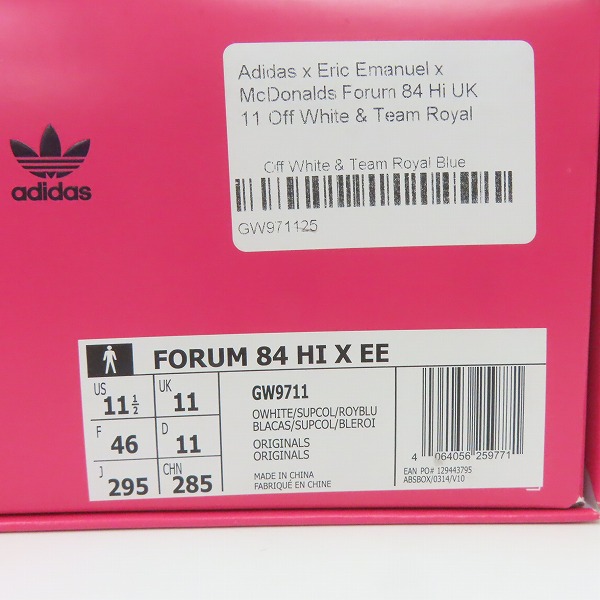 Adidas x Eric Emanuel x
McDonalds Forum 84 Hi UK
11 Off White & Team Royal
Off White & Team Royal Blue
GW971125
adidas
FORUM 84 HI X EE
US 11 1/2
UK 11
F 46
D 11
J 295
CHN 285
GW9711
OWHITE/SUPCOL/ROYBLU
BLACAS/SUPCOL/BLEROI
ORIGINALS
ORIGINALS
MADE IN CHINA
FABRIQUÉ EN CHINE
4 064056 259771
EAN PO# 129443795
ABSBOX/0314/V10